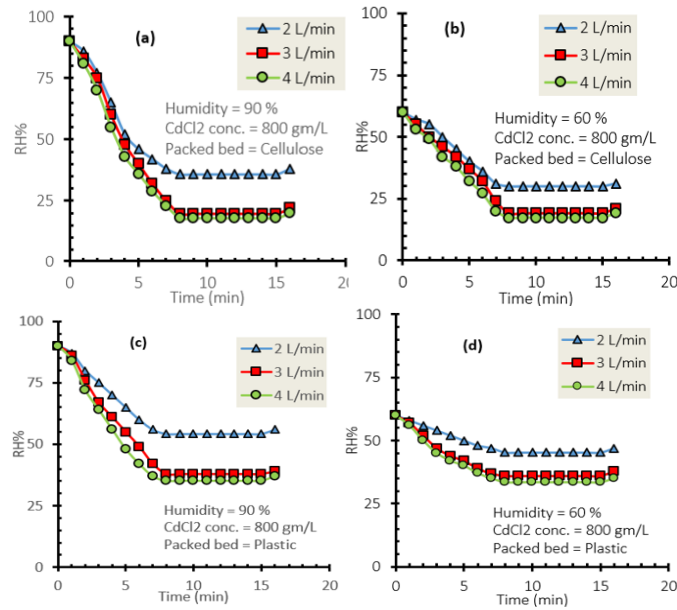 (a)
2 L/min
3 L/min
4 L/min
Humidity = 90 %
CdCl2 conc. = 800 gm/L
Packed bed = Cellulose
100
75
50
25
0
RH%
0
5
10
15
20
Time (min)
(b)
2 L/min
3 L/min
4 L/min
Humidity = 60 %
CdCl2 conc. = 800 gm/L
Packed bed = Cellulose
100
75
50
25
0
RH%
0
5
10
15
20
Time (min)
(c)
2 L/min
3 L/min
4 L/min
Humidity = 90 %
CdCl2 conc. = 800 gm/L
Packed bed = Plastic
100
75
50
25
0
RH%
0
5
10
15
20
Time (min)
(d)
2 L/min
3 L/min
4 L/min
Humidity = 60 %
CdCl2 conc. = 800 gm/L
Packed bed = Plastic
100
75
50
25
0
RH%
0
5
10
15
20
Time (min)